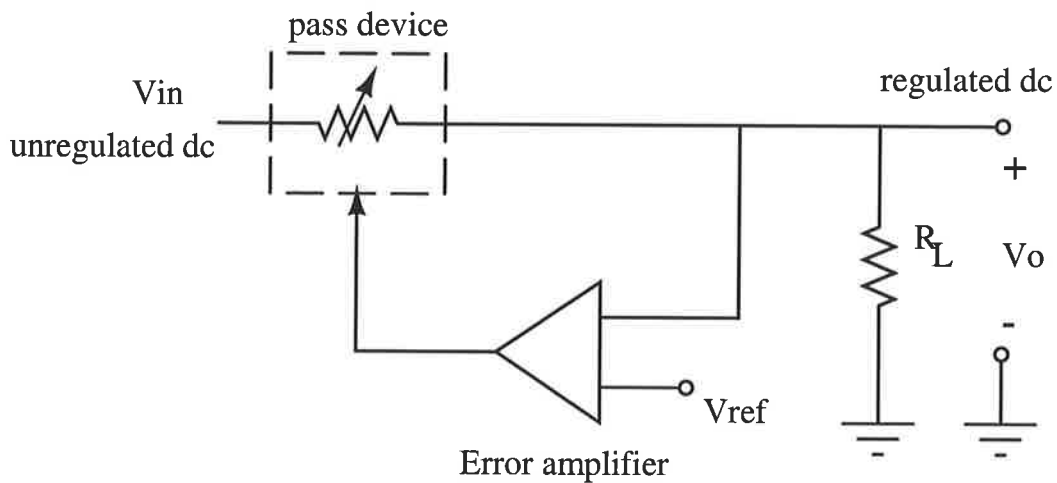 pass device
Vin
unregulated dc
regulated dc
+
RL
Vo
-
Vref
Error amplifier